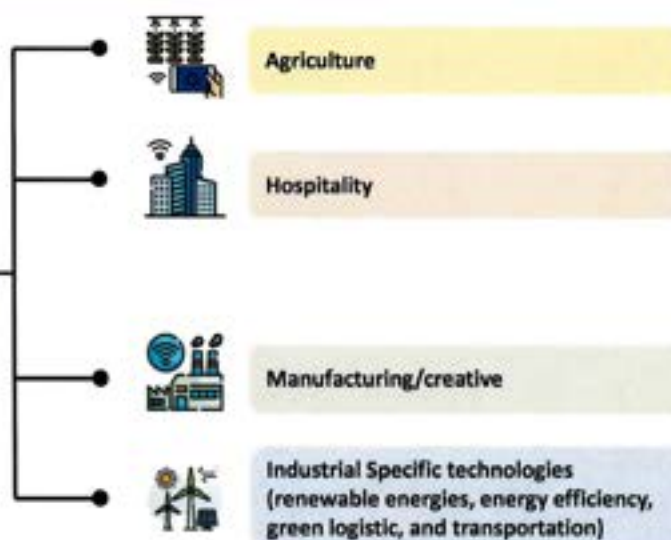 Agriculture
Hospitality
Manufacturing/creative
Industrial Specific technologies
(renewable energies, energy efficiency,
green logistic, and transportation)